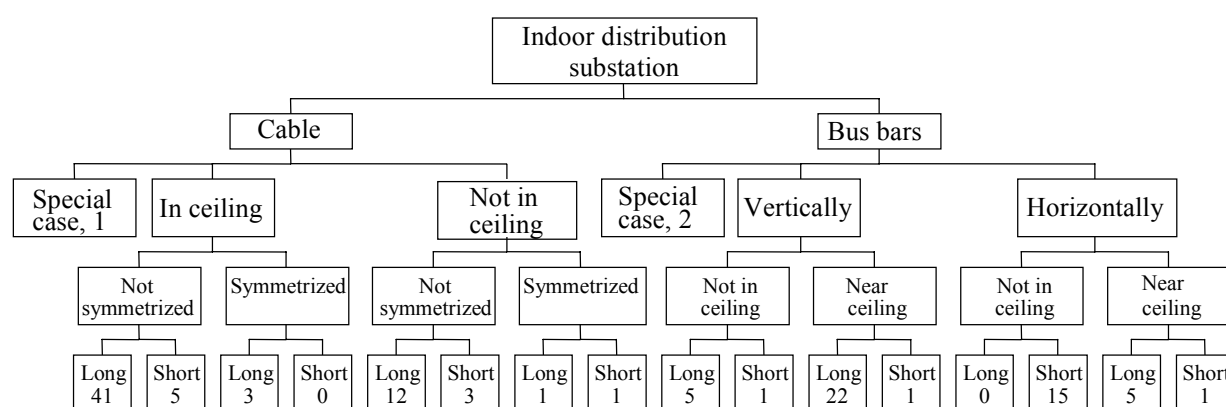 Indoor distribution
substation
Cable
Bus bars
Special
case, 1
In ceiling
Not in
ceiling
Special
case, 2
Vertically
Horizontally
Not
symmetrized
Symmetrized
Not
symmetrized
Symmetrized
Not in
ceiling
Near
ceiling
Not in
ceiling
Near
ceiling
Long
41
Short
5
Long
3
Short
0
Long
12
Short
3
Long
1
Short
1
Long
5
Short
1
Long
22
Short
1
Long
0
Short
15
Long
5
Short
1